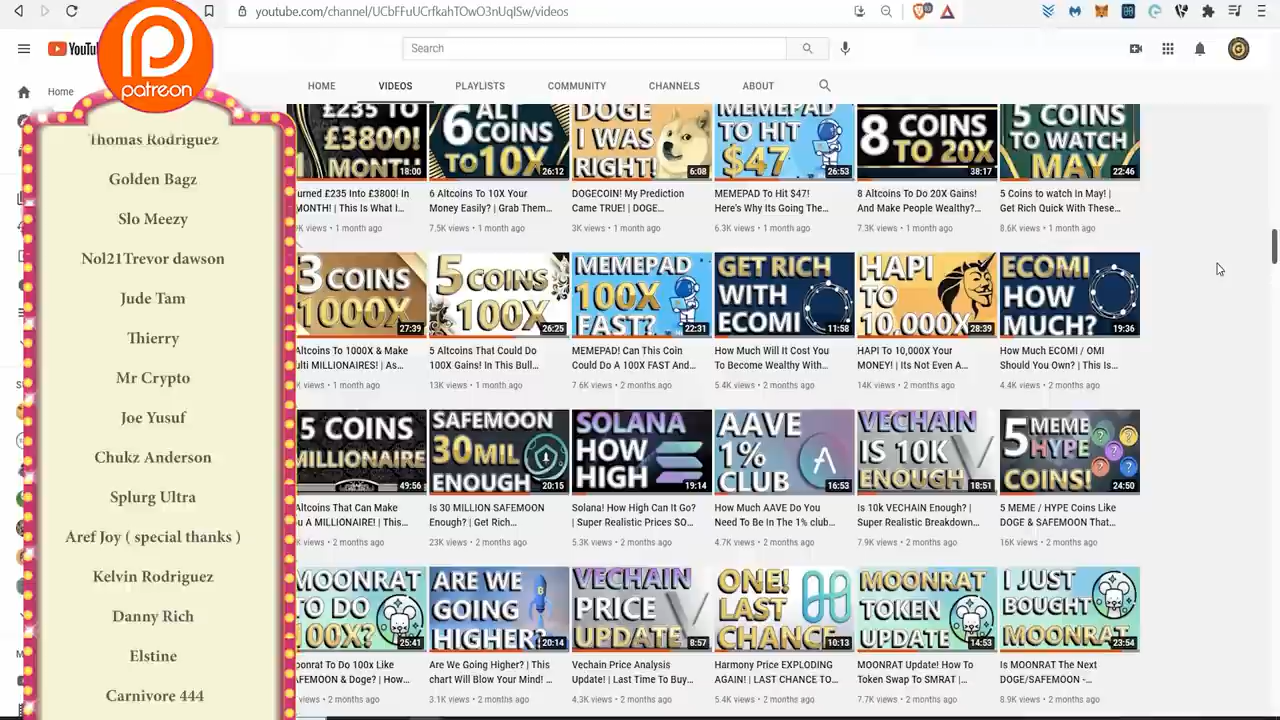 youtube.com/channel/UCbFFuUCrfkahTOwO3nUqISw/videos
Search
patreon
Home
HOME VIDEOS PLAYLISTS COMMUNITY CHANNELS ABOUT
Thomas Rodriguez
Golden Bagz
Slo Meezy
Nol21Trevor dawson
Jude Tam
Thierry
Mr Crypto
Joe Yusuf
Chukz Anderson
Splurg Ultra
Aref Joy ( special thanks )
Kelvin Rodriguez
Danny Rich
Elstine
Carnivore 444
£235 TO
£3800!
MONTH
18:00
6 ALT
COINS
TO 10X
26:12
DOGE
I WAS
RIGHT!
6:08
MEMEPAD
TO HIT
$47
26:53
8 COINS
TO 20X
38:17
5 COINS
TO WATCH
MAY
22:46
urned £235 Into £3800! In
MONTH! | This Is What I...
K views • 1 month ago
6 Altcoins To 10X Your
Money Easily? | Grab Them...
7.5K views • 1 month ago
DOGECOIN! My Prediction
Came TRUE! | DOGE...
3K views • 1 month ago
MEMEPAD To Hit $47!
Here's Why Its Going The...
6.3K views • 1 month ago
8 Altcoins To Do 20X Gains!
And Make People Wealthy?...
7.3K views • 1 month ago
5 Coins to watch In May! |
Get Rich Quick With These...
8.6K views • 1 month ago
3 COINS
1000X
27:39
5 COINS
100X
26:25
MEMEPAD
100X
FAST?
22:31
GET RICH
WITH
ECOMI
11:58
HAPI
TO
10,000X
28:39
ECOMI
HOW
MUCH?
19:36
Altcoins To 1000X & Make
ulti MILLIONAIRES! | As...
K views • 1 month ago
5 Altcoins That Could Do
100X Gains! In This Bull...
13K views • 1 month ago
MEMEPAD! Can This Coin
Could Do A 100X FAST And...
7.6K views • 2 months ago
How Much Will It Cost You
To Become Wealthy With...
5.4K views • 2 months ago
HAPI To 10,000X Your
MONEY! | Its Not Even A...
14K views • 2 months ago
How Much ECOMI / OMI
Should You Own? | This Is...
4.4K views • 2 months ago
5 COINS
MILLIONAIRE
49:56
SAFEMOON
30MIL
ENOUGH
20:15
SOLANA
HOW
HIGH
19:14
AAVE
1%
CLUB
16:53
VECHAIN
IS 10K
ENOUGH
18:51
5 MEME
HYPE
COINS!
24:50
Altcoins That Can Make
u A MILLIONAIRE! | This...
K views • 2 months ago
Is 30 MILLION SAFEMOON
Enough? | Get Rich...
23K views • 2 months ago
Solana! How High Can It Go?
| Super Realistic Prices SO...
5.3K views • 2 months ago
How Much AAVE Do You
Need To Be In The 1% club...
4.7K views • 2 months ago
Is 10k VECHAIN Enough? |
Super Realistic Breakdown...
7.9K views • 2 months ago
5 MEME / HYPE Coins Like
DOGE & SAFEMOON That...
16K views • 2 months ago
MOONRAT
TO DO
100X?
25:41
ARE WE
GOING
HIGHER?
20:14
VECHAIN
PRICE
UPDATE
8:57
ONE!
LAST
CHANCE
10:13
MOONRAT
TOKEN
UPDATE
14:53
I JUST
BOUGHT
MOONRAT
23:54
oonrat To Do 100x Like
AFEMOON & Doge? | How...
K views • 2 months ago
Are We Going Higher? | This
chart Will Blow Your Mind! ...
3.1K views • 2 months ago
Vechain Price Analysis
Update! | Last Time To Buy...
4.3K views • 2 months ago
Harmony Price EXPLODING
AGAIN! | LAST CHANCE TO...
5.4K views • 2 months ago
MOONRAT Update! How To
Token Swap To SMRAT |...
7.7K views • 2 months ago
Is MOONRAT The Next
DOGE/SAFEMOON -...
8.9K views • 2 months ago